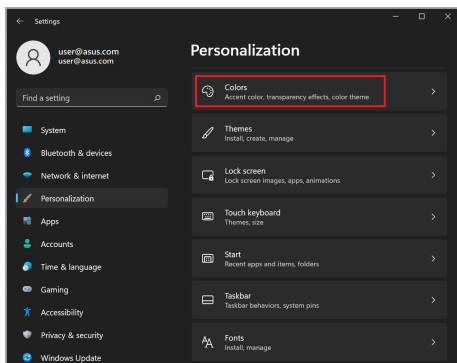 Settings
user@asus.com
user@asus.com
Find a setting
System
Bluetooth & devices
Network & internet
Personalization
Apps
Accounts
Time & language
Gaming
Accessibility
Privacy & security
Windows Update
Personalization
Colors
Accent color, transparency effects, color theme
Themes
Install, create, manage
Lock screen
Lock screen images, apps, animations
Touch keyboard
Themes, size
Start
Recent apps and items, folders
Taskbar
Taskbar behaviors, system pins
Fonts
Install, manage